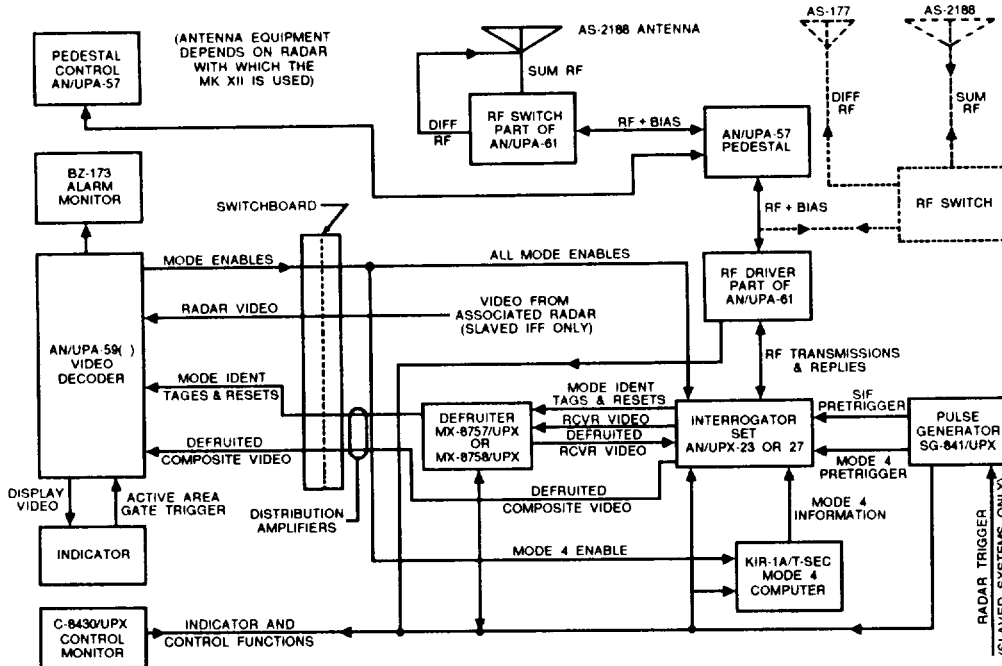 PEDESTAL
CONTROL
AN/UPA-57
(ANTENNA EQUIPMENT
DEPENDS ON RADAR
WITH WHICH THE
MK XII IS USED)
AS-2188 ANTENNA
SUM RF
DIFF
RF
RF SWITCH
PART OF
AN/UPA-61
RF + BIAS
AN/UPA-57
PEDESTAL
AS-177
AS-2188
DIFF
RF
SUM
RF
RF SWITCH
RF + BIAS
BZ-173
ALARM
MONITOR
SWITCHBOARD
MODE ENABLES
ALL MODE ENABLES
RF DRIVER
PART OF
AN/UPA-61
RADAR VIDEO
VIDEO FROM
ASSOCIATED RADAR
(SLAVED IFF ONLY)
AN/UPA-59( )
VIDEO
DECODER
RF TRANSMISSIONS
& REPLIES
MODE IDENT
TAGES & RESETS
MODE IDENT
TAGS & RESETS
RCVR VIDEO
DEFRUITED
RCVR VIDEO
DEFRUITER
MX-8757/UPX
OR
MX-8758/UPX
INTERROGATOR
SET
AN/UPX-23 OR 27
SIF
PRETRIGGER
MODE 4
PRETRIGGER
PULSE
GENERATOR
SG-841/UPX
DEFRUITED
COMPOSITE VIDEO
DEFRUITED
COMPOSITE VIDEO
DISPLAY
VIDEO
ACTIVE AREA
GATE TRIGGER
DISTRIBUTION
AMPLIFIERS
MODE 4
INFORMATION
INDICATOR
MODE 4 ENABLE
KIR-1A/T-SEC
MODE 4
COMPUTER
RADAR TRIGGER
(SLAVED SYSTEMS ONLY)
C-8430/UPX
CONTROL
MONITOR
INDICATOR AND
CONTROL FUNCTIONS